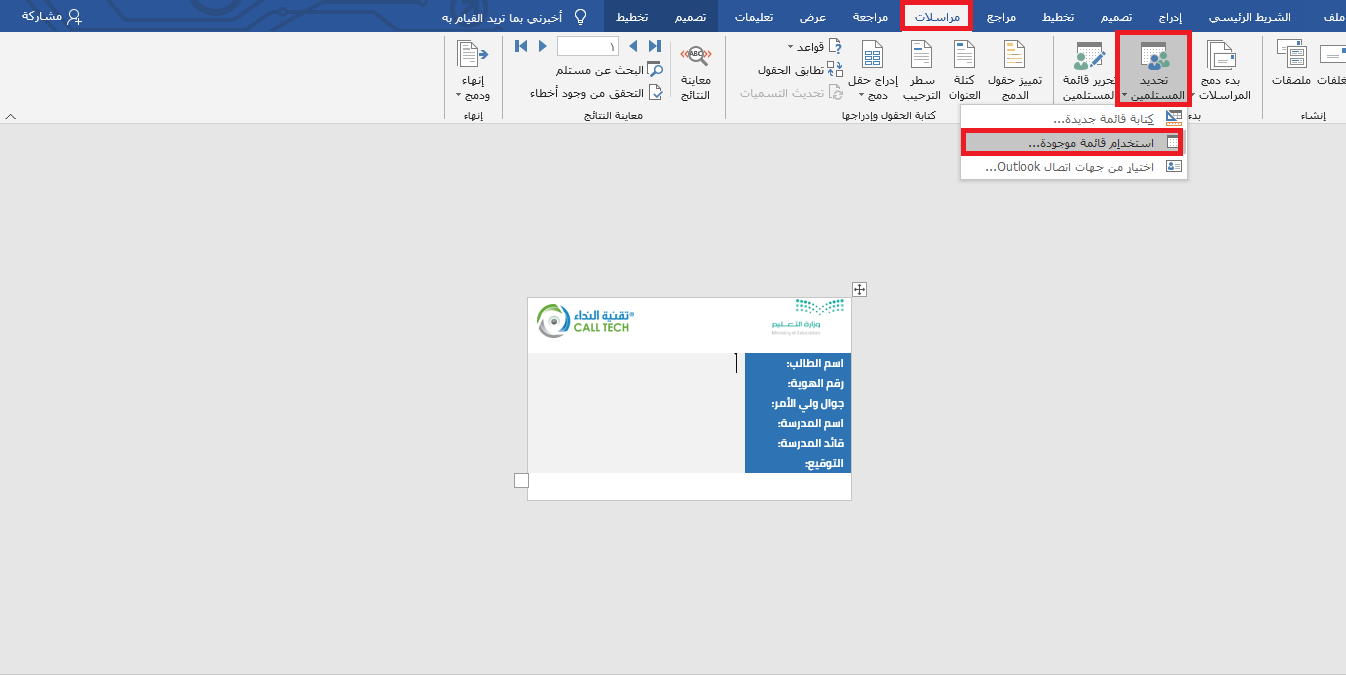 ملف
الشريط الرئيسي
إدراج
تصميم
تخطيط
مراجع
مراسلات
مراجعة
عرض
تعليمات
تصميم
تخطيط
أخبرني بما تريد القيام به
مشاركة
مغلفات
ملصقات
إنشاء
بدء دمج
المراسلات
تحديد
المستلمين
تحرير قائمة
المستلمين
بدء
تمييز حقول
الدمج
كتلة
العنوان
سطر
الترحيب
إدراج حقل
دمج
قواعد
تطابق الحقول
تحديث التسميات
كتابة الحقول وإدراجها
«ABC»
معاينة
النتائج
١
البحث عن مستلم
التحقق من وجود أخطاء
معاينة النتائج
إنهاء
ودمج
إنهاء
كتابة قائمة جديدة...
استخدام قائمة موجودة...
اختيار من جهات اتصال Outlook...
وزارة التعـــليم
Ministry of Education
تقنية النداء®
CALL TECH
اسم الطالب:
رقم الهوية:
جوال ولي الأمر:
اسم المدرسة:
قائد المدرسة:
التوقيع: